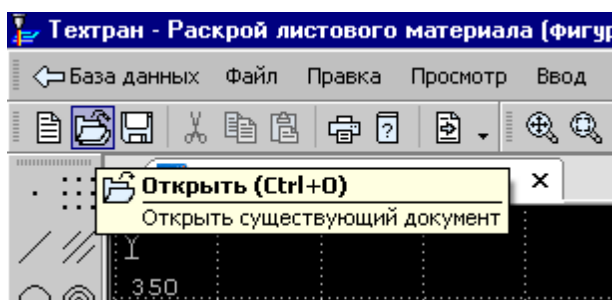 Техтран - Раскрой листового материала (фигур
База данных Файл Правка Просмотр Ввод
Открыть (Ctrl+O)
Открыть существующий документ
Y
350